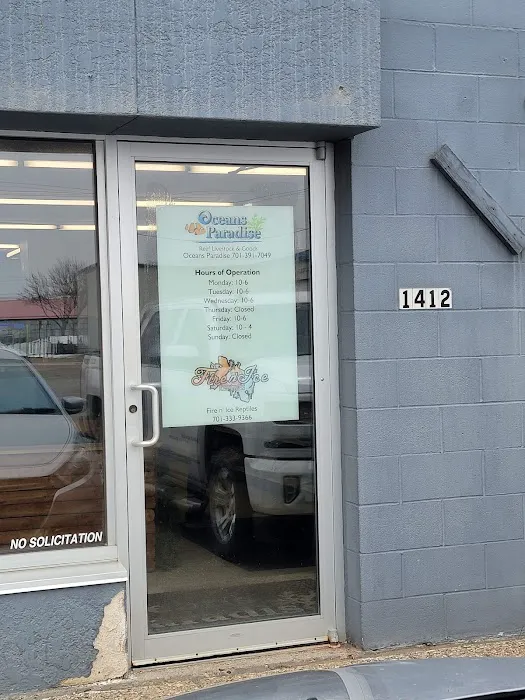 Oceans
Paradise
Reef Livestock & Corals
Oceans Paradise 701-391-7049
Hours of Operation
Monday: 10-6
Tuesday: 10-6
Wednesday: 10-6
Thursday: Closed
Friday: 10-6
Saturday: 10-4
Sunday: Closed
Fire n Ice
Fire n Ice Reptiles
701-333-9366
1412
NO SOLICITATION